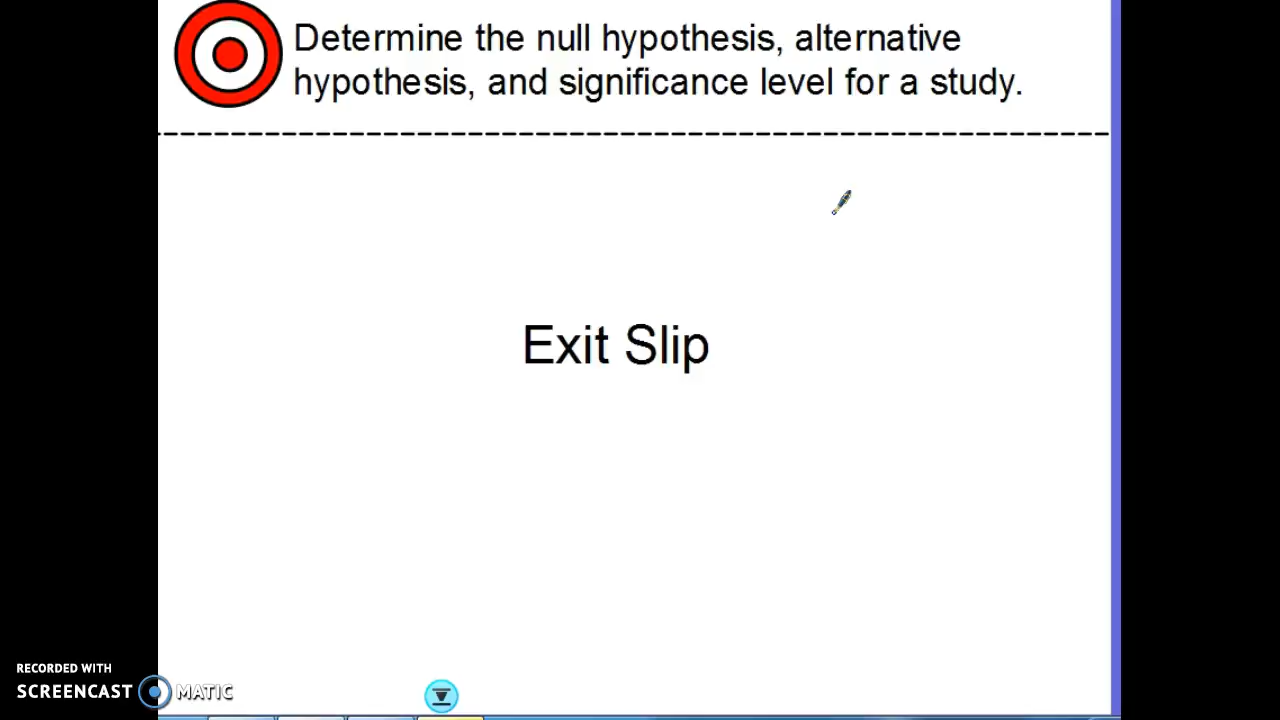 Determine the null hypothesis, alternative
hypothesis, and significance level for a study.
Exit Slip
RECORDED WITH
SCREENCAST MATIC